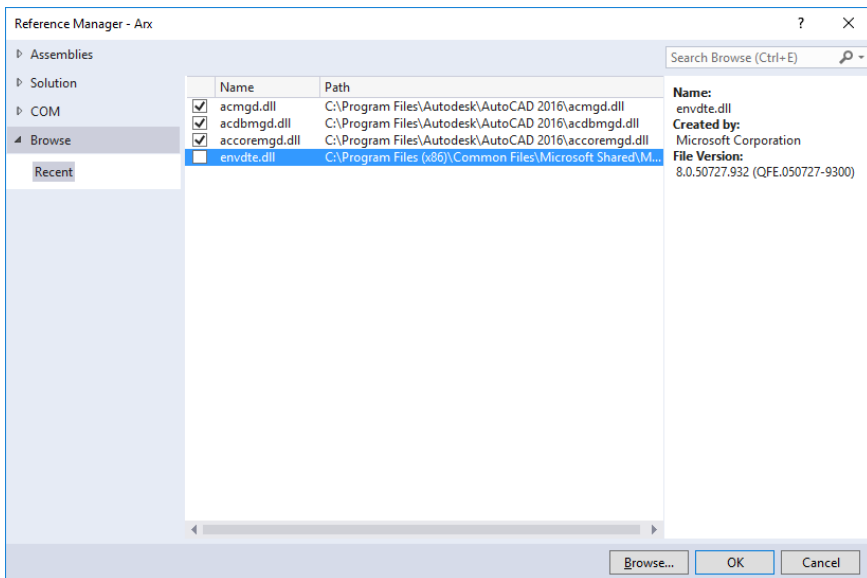 Reference Manager - Arx
Assemblies
Search Browse (Ctrl+E)
Solution
COM
Browse
Recent
Name Path
acmgd.dll C:\Program Files\Autodesk\AutoCAD 2016\acmgd.dll
acdbmgd.dll C:\Program Files\Autodesk\AutoCAD 2016\acdbmgd.dll
accoremgd.dll C:\Program Files\Autodesk\AutoCAD 2016\accoremgd.dll
envdte.dll C:\Program Files (x86)\Common Files\Microsoft Shared\M...
Name:
envdte.dll
Created by:
Microsoft Corporation
File Version:
8.0.50727.932 (QFE.050727-9300)
Browse... OK Cancel